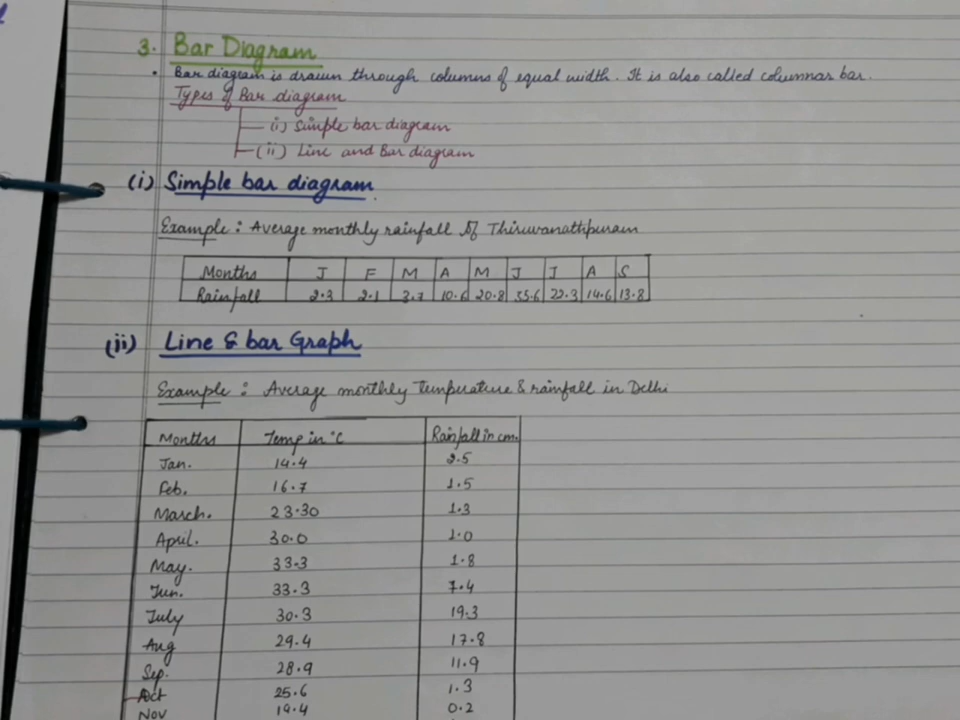 3. Bar Diagram
• Bar diagram is drawn through columns of equal width. It is also called columnar bar.
Types of Bar diagram
(i) Simple bar diagram
(ii) Line and Bar diagram
(i) Simple bar diagram.
Example : Average monthly rainfall of Thiruvanathpuram
Months J F M A M J J A S
Rainfall 2.3 2.1 3.7 10.6 20.8 35.6 22.3 14.6 13.8
(ii) Line & bar Graph
Example : Average monthly Temperature & rainfall in Delhi
Months Temp in °C Rainfall in cm.
Jan. 14.4 2.5
Feb. 16.7 1.5
March. 23.30 1.3
April. 30.0 1.0
May. 33.3 1.8
Jun. 33.3 7.4
July 30.3 19.3
Aug 29.4 17.8
Sep. 28.9 11.9
Oct 25.6 1.3
Nov 19.4 0.2